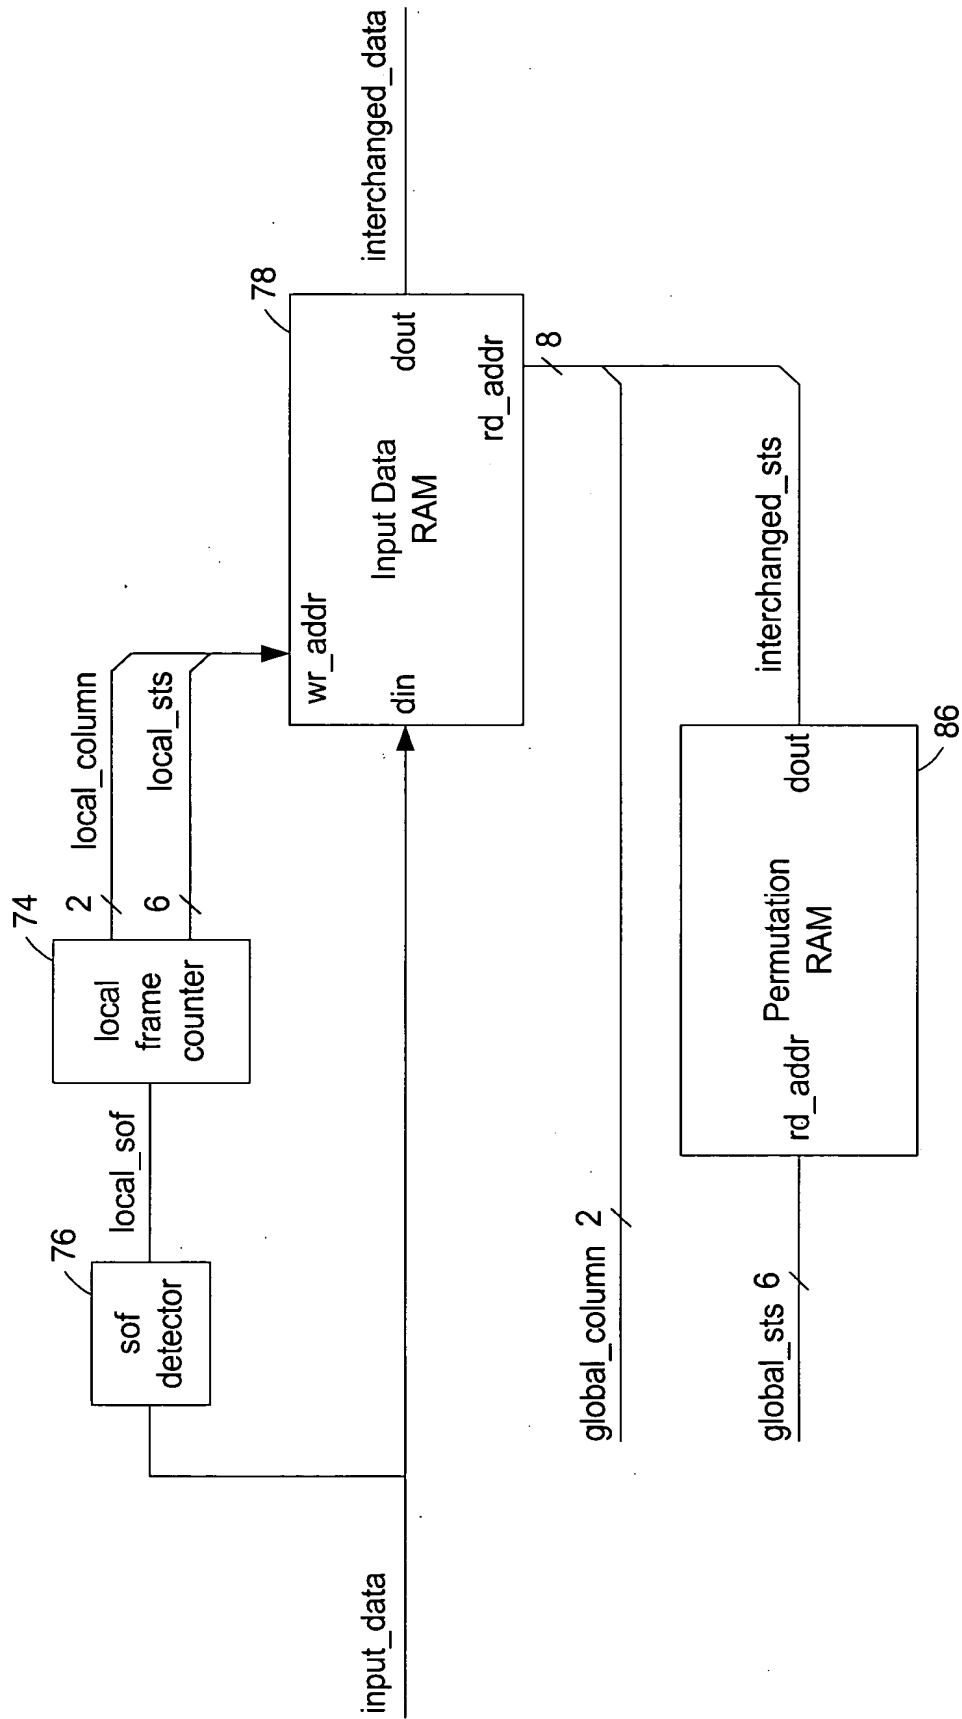 76
sof
detector
local_sof
74
local
frame
counter
2
local_column
6
local_sts
input_data
78
wr_addr
din
Input Data
RAM
dout
rd_addr
interchanged_data
8
global_column 2
global_sts 6
rd_addr
Permutation
RAM
dout
86
interchanged_sts